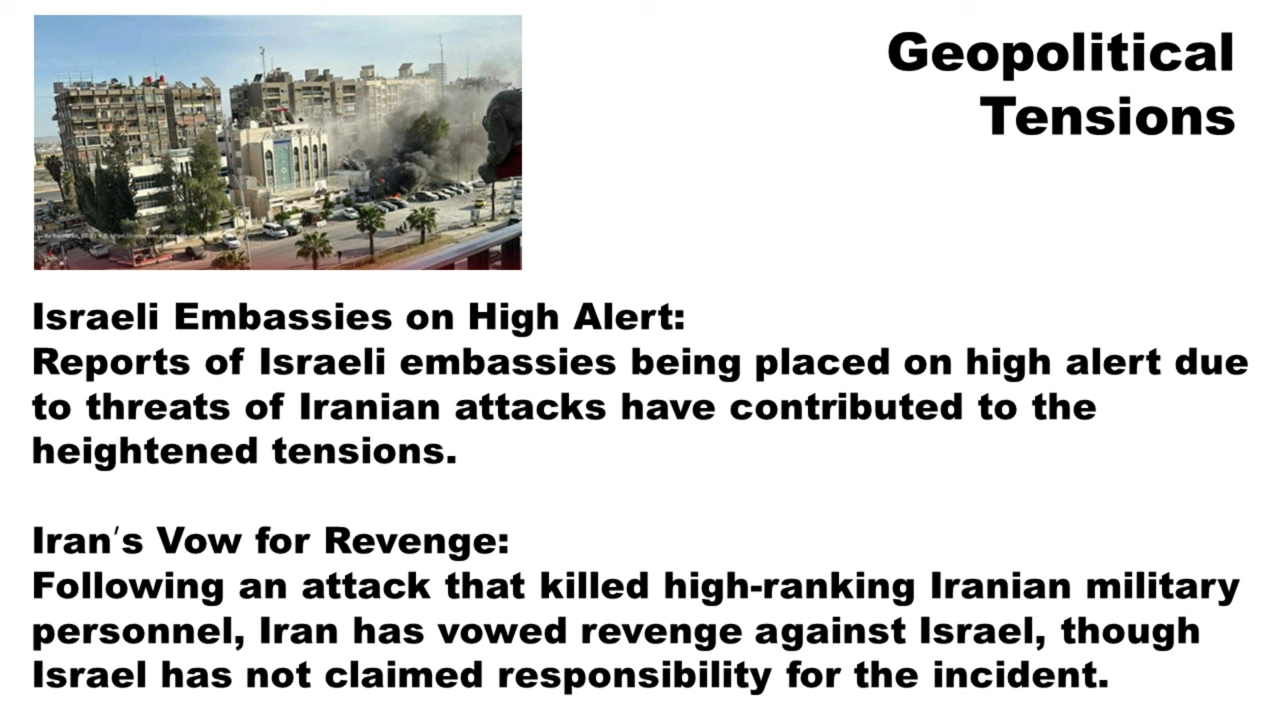 Geopolitical
Tensions
Israeli Embassies on High Alert:
Reports of Israeli embassies being placed on high alert due
to threats of Iranian attacks have contributed to the
heightened tensions.
Iran's Vow for Revenge:
Following an attack that killed high-ranking Iranian military
personnel, Iran has vowed revenge against Israel, though
Israel has not claimed responsibility for the incident.